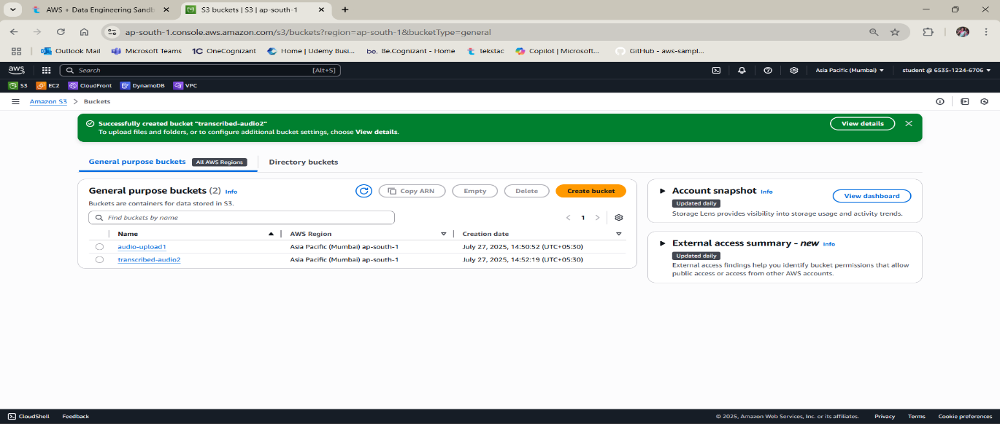 AWS + Data Engineering Sandb
S3 buckets | S3 | ap-south-1
ap-south-1.console.aws.amazon.com/s3/buckets?region=ap-south-1&bucketType=general
Outlook Mail
Microsoft Teams
1C OneCognizant
Home | Udemy Busi...
be. Be.Cognizant - Home
tekstac
Copilot | Microsoft...
GitHub - aws-sampl...
aws
Search
[Alt+S]
Asia Pacific (Mumbai)
student @ 6535-1224-6706
S3
EC2
CloudFront
DynamoDB
VPC
Amazon S3 > Buckets
Successfully created bucket "transcribed-audio2"
To upload files and folders, or to configure additional bucket settings, choose View details.
View details
General purpose buckets
All AWS Regions
Directory buckets
General purpose buckets (2) Info
Copy ARN
Empty
Delete
Create bucket
Buckets are containers for data stored in S3.
Find buckets by name
1
Name
AWS Region
Creation date
audio-upload1
Asia Pacific (Mumbai) ap-south-1
July 27, 2025, 14:50:52 (UTC+05:30)
transcribed-audio2
Asia Pacific (Mumbai) ap-south-1
July 27, 2025, 14:52:19 (UTC+05:30)
Account snapshot Info
View dashboard
Updated daily
Storage Lens provides visibility into storage usage and activity trends.
External access summary - new Info
Updated daily
External access findings help you identify bucket permissions that allow
public access or access from other AWS accounts.
CloudShell
Feedback
© 2025, Amazon Web Services, Inc. or its affiliates.
Privacy
Terms
Cookie preferences